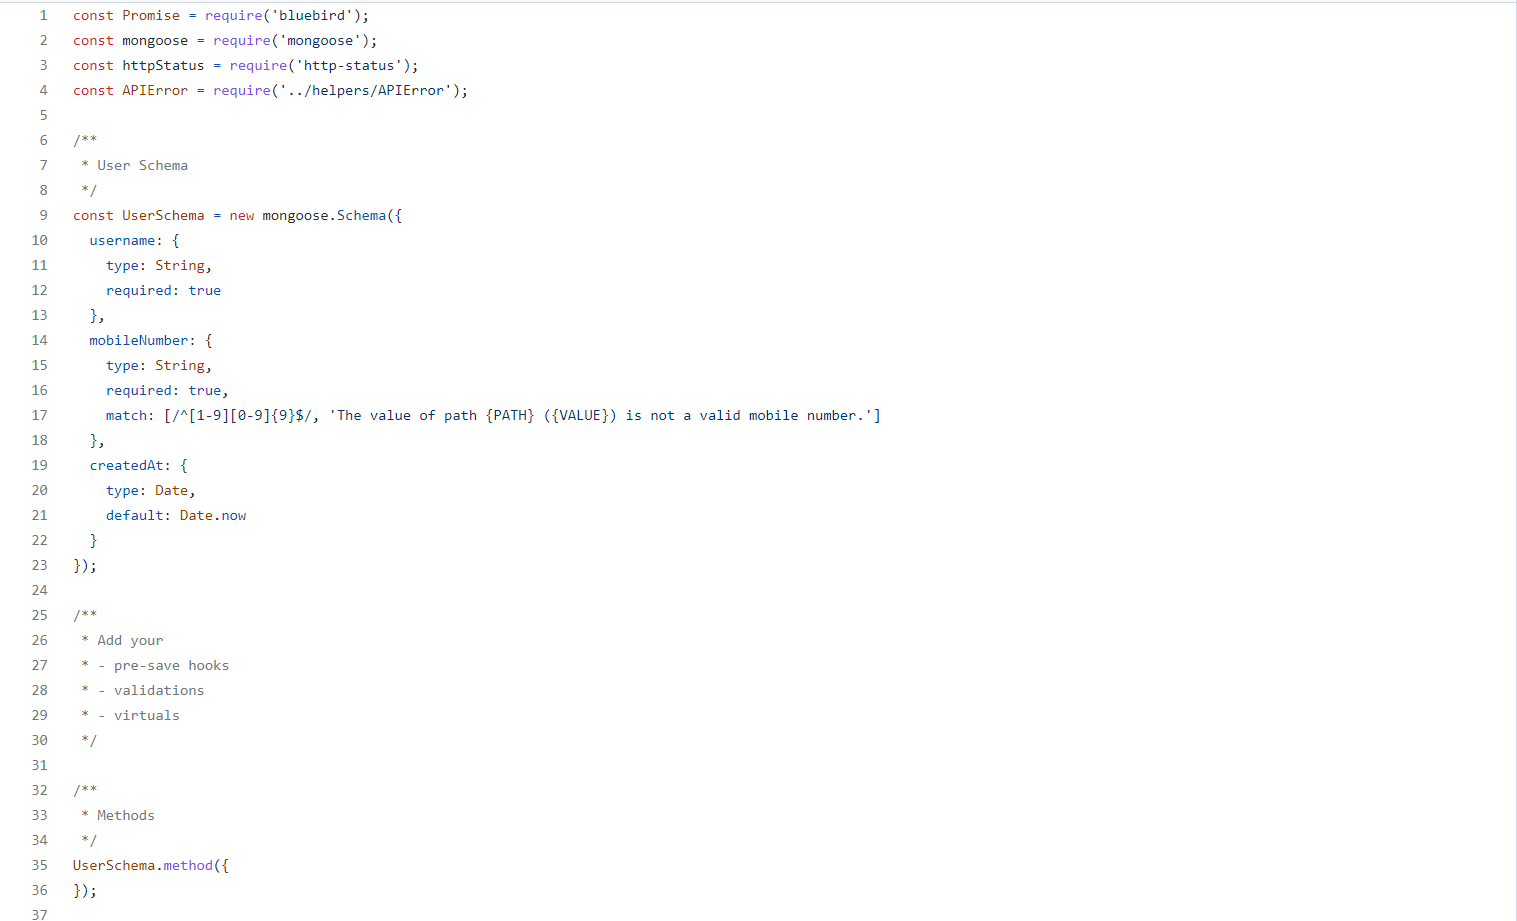 1 const Promise = require('bluebird');
2 const mongoose = require('mongoose');
3 const httpStatus = require('http-status');
4 const APIError = require('../helpers/APIError');
5
6 /**
7  * User Schema
8  */
9 const UserSchema = new mongoose.Schema({
10   username: {
11     type: String,
12     required: true
13   },
14   mobileNumber: {
15     type: String,
16     required: true,
17     match: [/^[1-9][0-9]{9}$/, 'The value of path {PATH} ({VALUE}) is not a valid mobile number.']
18   },
19   createdAt: {
20     type: Date,
21     default: Date.now
22   }
23 });
24
25 /**
26  * Add your
27  * - pre-save hooks
28  * - validations
29  * - virtuals
30  */
31
32 /**
33  * Methods
34  */
35 UserSchema.method({
36 });
37